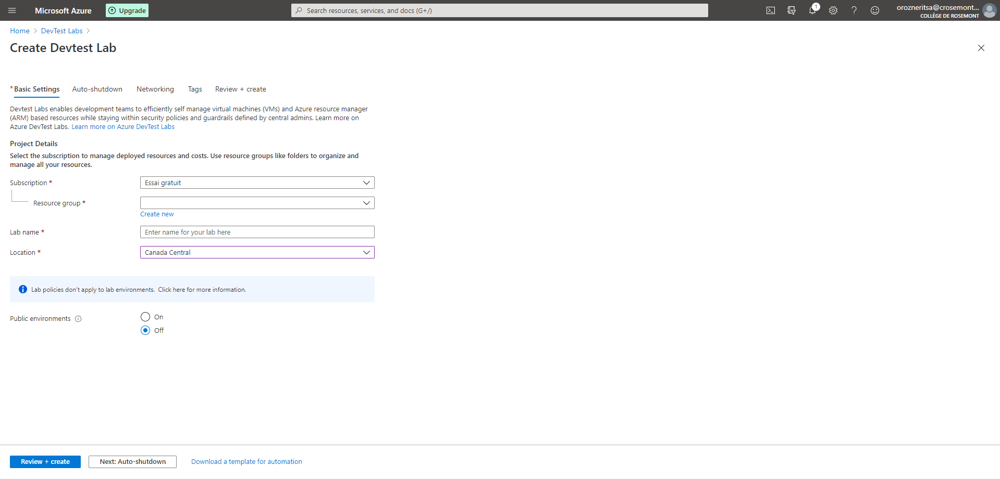 Microsoft Azure
Upgrade
Search resources, services, and docs (G+/)
1
orozneritsa@crosemont...
COLLÈGE DE ROSEMONT
Home > DevTest Labs >
Create Devtest Lab
* Basic Settings
Auto-shutdown
Networking
Tags
Review + create
Devtest Labs enables development teams to efficiently self manage virtual machines (VMs) and Azure resource manager
(ARM) based resources while staying within security policies and guardrails defined by central admins. Learn more on
Azure DevTest Labs. Learn more on Azure DevTest Labs
Project Details
Select the subscription to manage deployed resources and costs. Use resource groups like folders to organize and
manage all your resources.
Subscription *
Essai gratuit
Resource group *
Create new
Lab name *
Enter name for your lab here
Location *
Canada Central
Lab policies don't apply to lab environments. Click here for more information.
Public environments
On
Off
Review + create
Next: Auto-shutdown
Download a template for automation